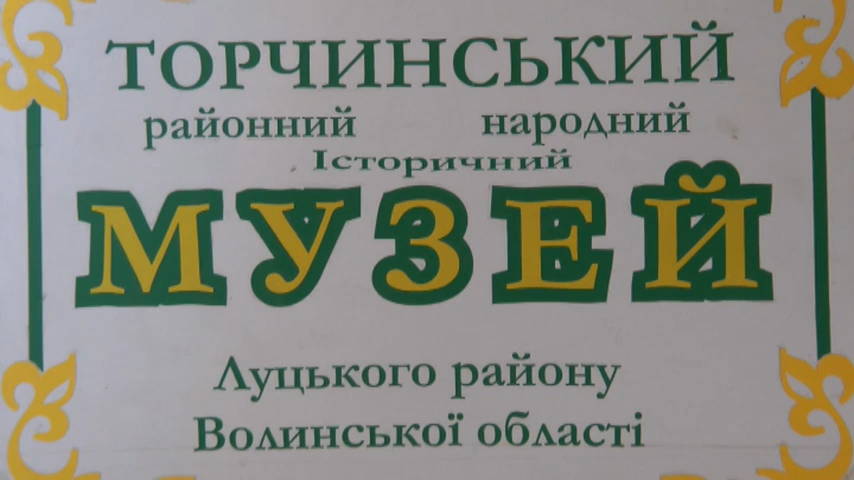 ТОРЧИНСЬКИЙ
районний народний
Історичний
МУЗЕЙ
Луцького району
Волинської області